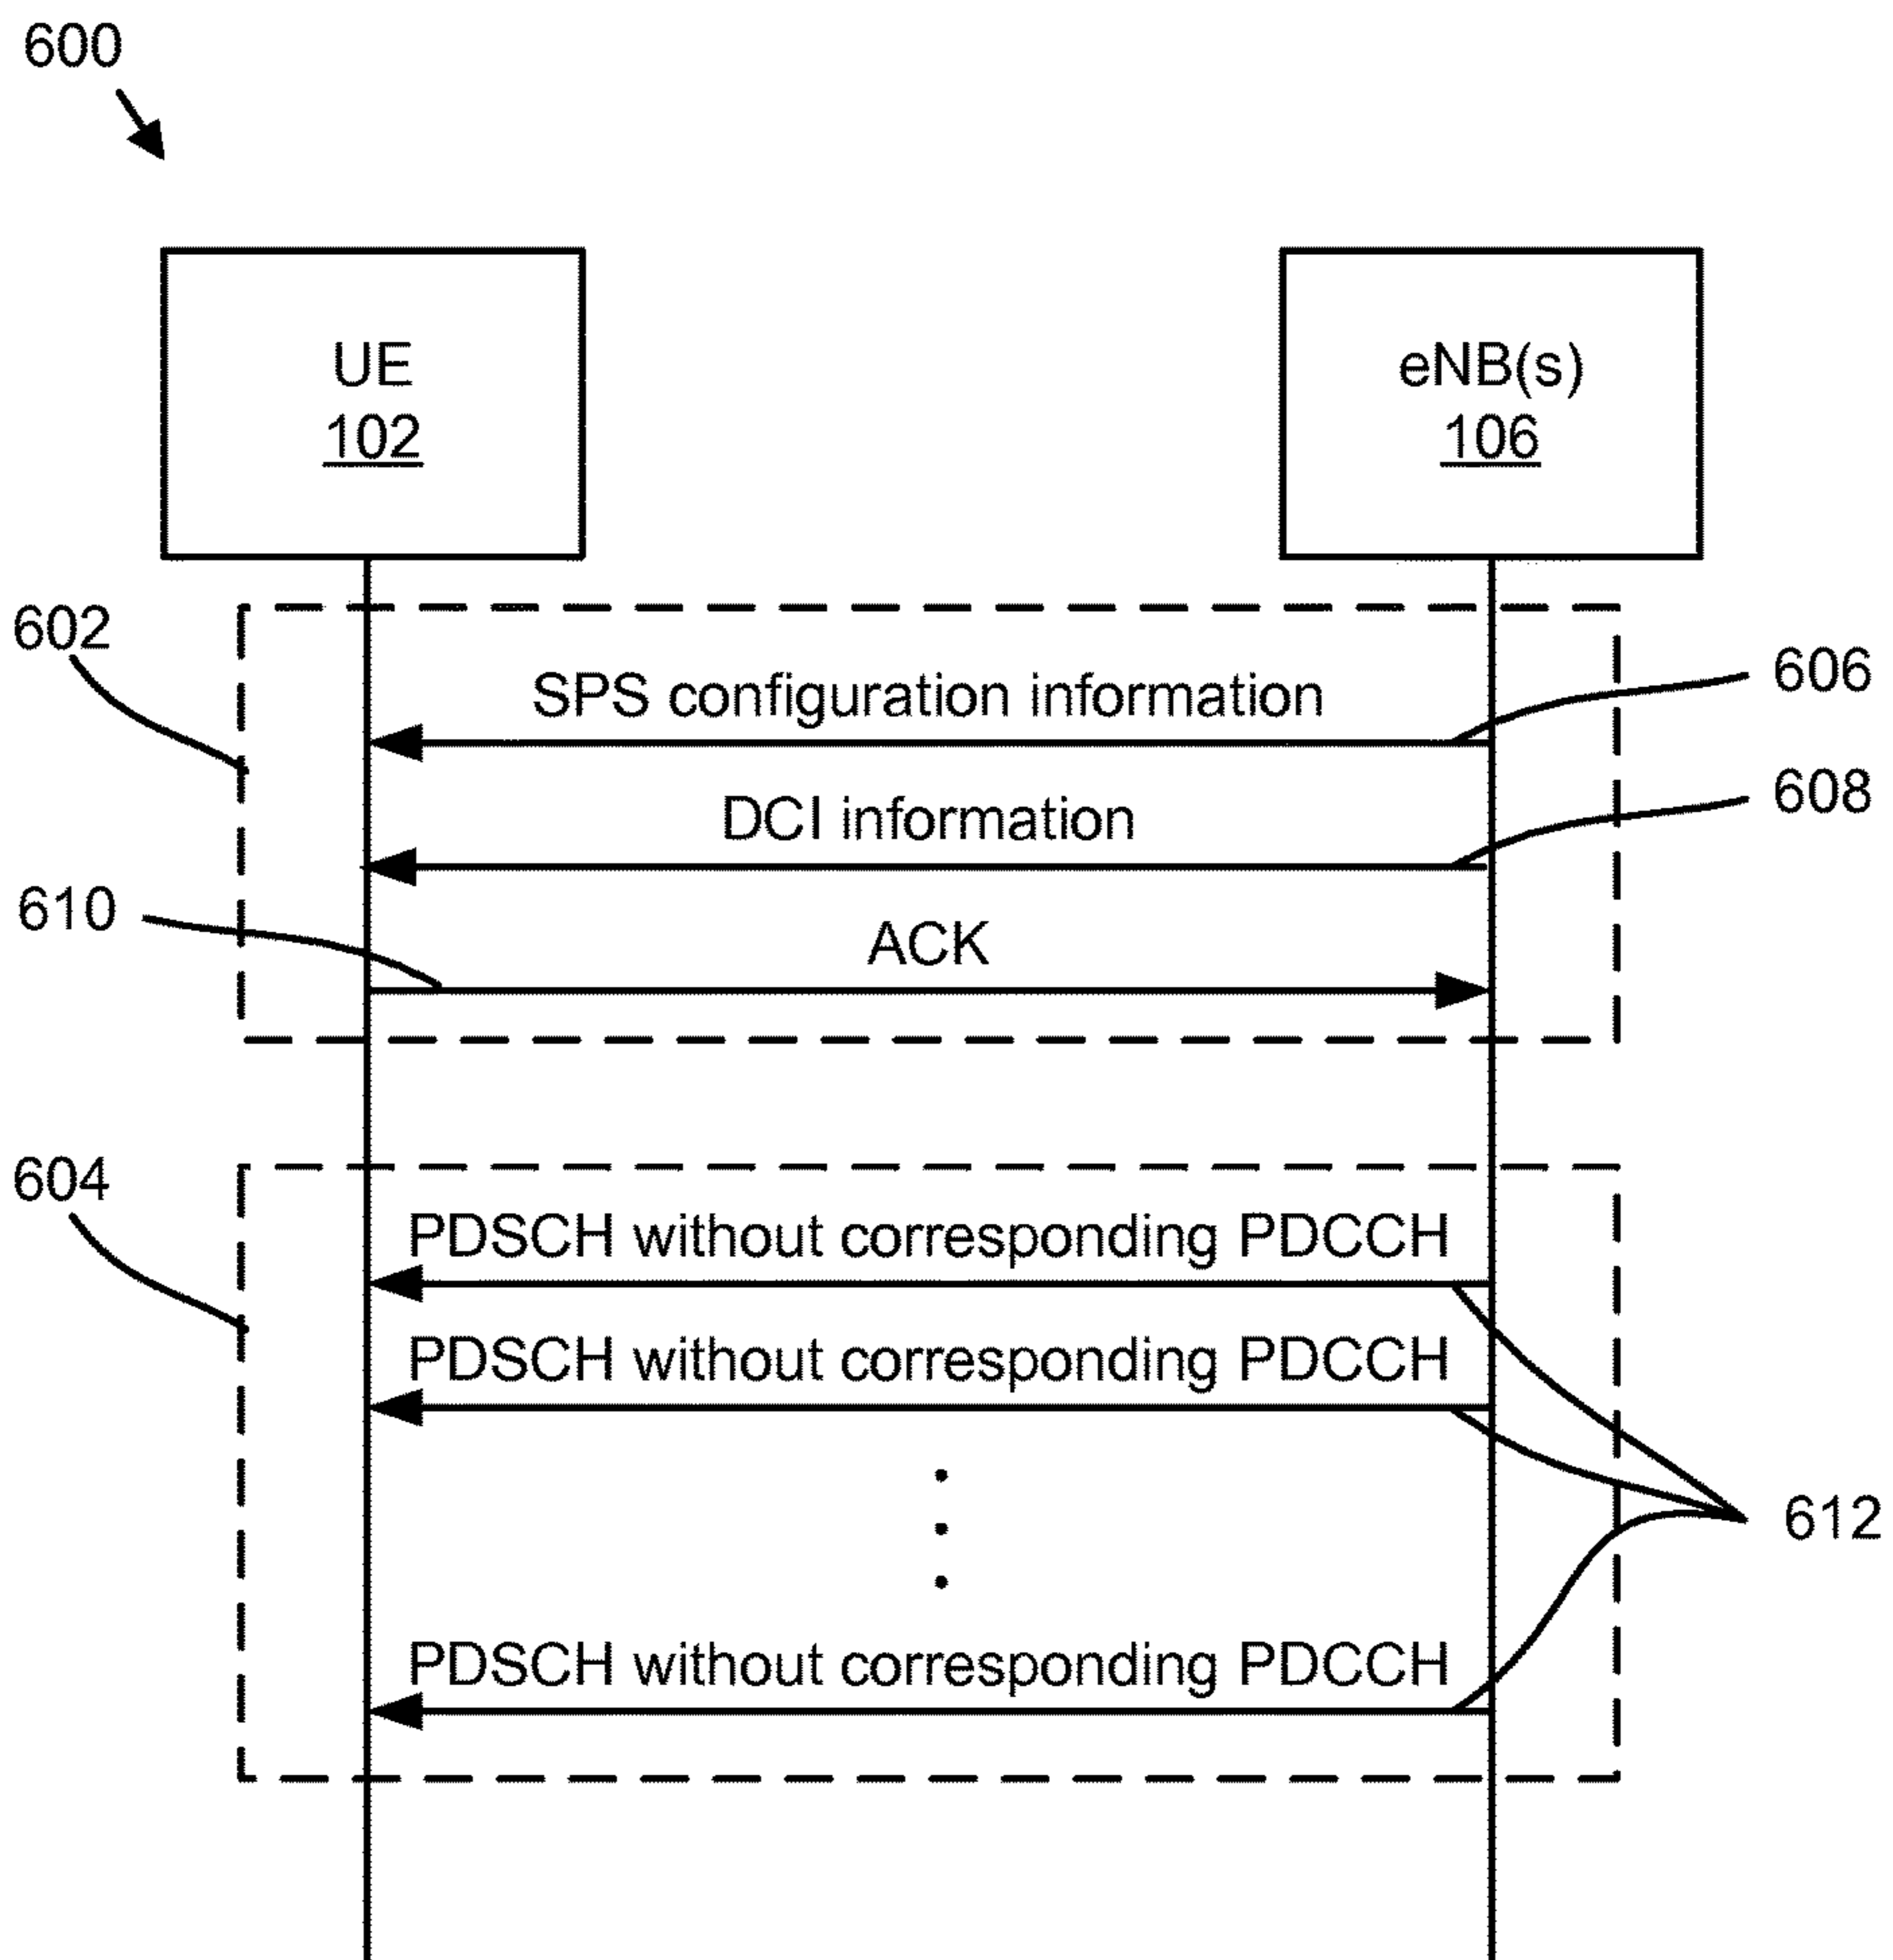 600
UE
102
eNB(s)
106
602
SPS configuration information
606
DCI information
608
610
ACK
604
PDSCH without corresponding PDCCH
PDSCH without corresponding PDCCH
612
PDSCH without corresponding PDCCH